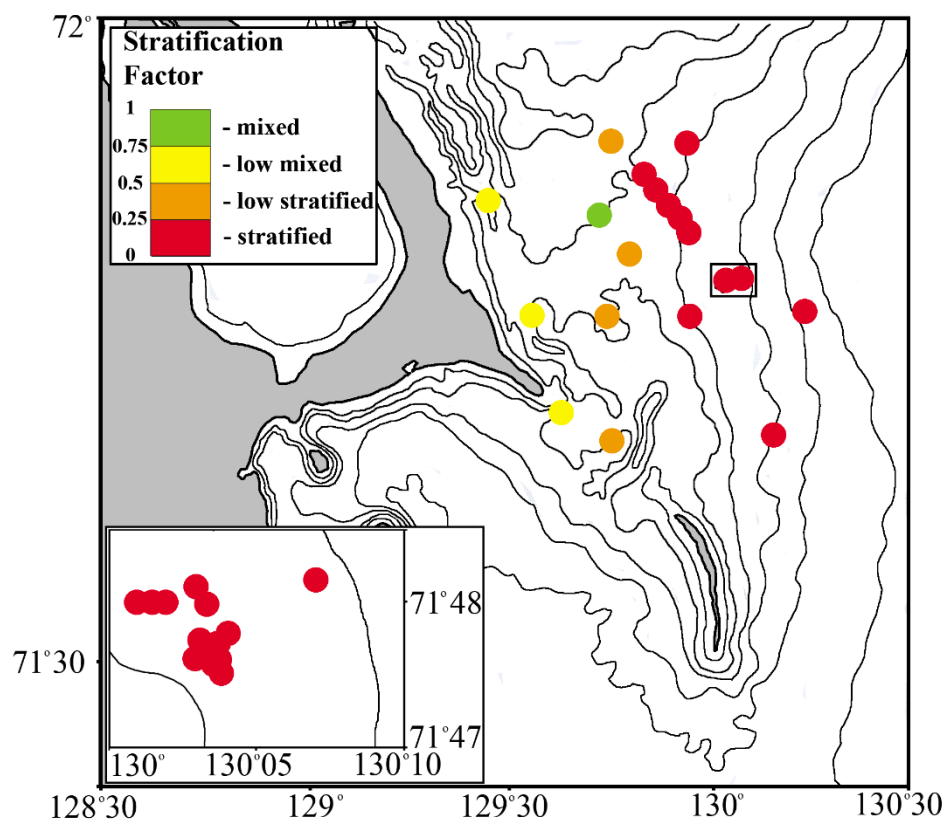 72°
Stratification
Factor
1
- mixed
0.75
- low mixed
0.5
- low stratified
0.25
- stratified
0
71°30
71°48
71°47
130° 130°05 130°10
128°30 129° 129°30 130° 130°30